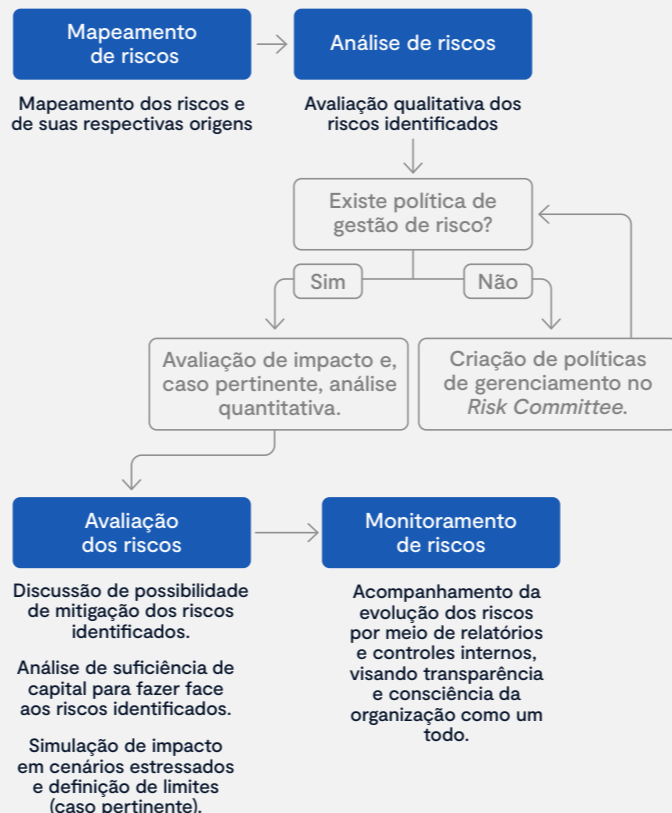 Mapeamento
de riscos
Análise de riscos
Mapeamento dos riscos e
de suas respectivas origens
Avaliação qualitativa dos
riscos identificados
Existe política de
gestão de risco?
Sim
Não
Avaliação de impacto e,
caso pertinente, análise
quantitativa.
Criação de políticas
de gerenciamento no
Risk Committee.
Avaliação
dos riscos
Monitoramento
de riscos
Discussão de possibilidade
de mitigação dos riscos
identificados.
Análise de suficiência de
capital para fazer face
aos riscos identificados.
Simulação de impacto
em cenários estressados
e definição de limites
(caso pertinente).
Acompanhamento da
evolução dos riscos
por meio de relatórios
e controles internos,
visando transparência
e consciência da
organização como um
todo.